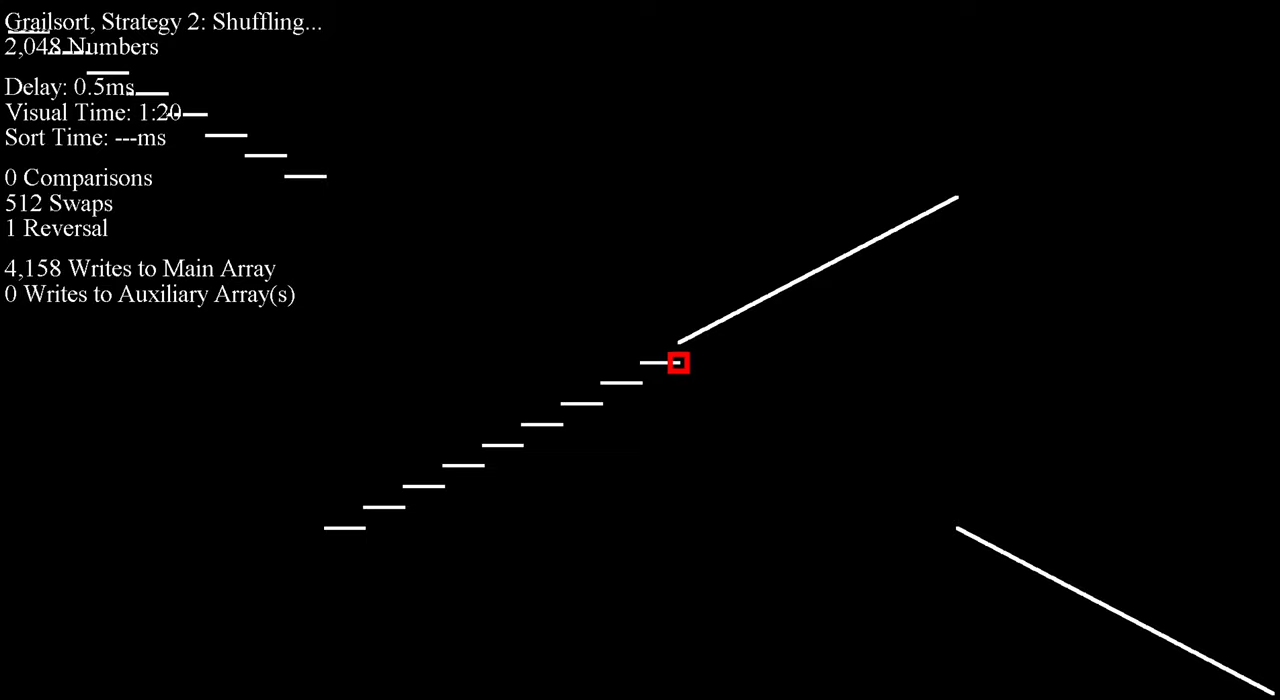 Grailsort, Strategy 2: Shuffling...
2,048 Numbers
Delay: 0.5ms
Visual Time: 1:20
Sort Time: ---ms
0 Comparisons
512 Swaps
1 Reversal
4,158 Writes to Main Array
0 Writes to Auxiliary Array(s)